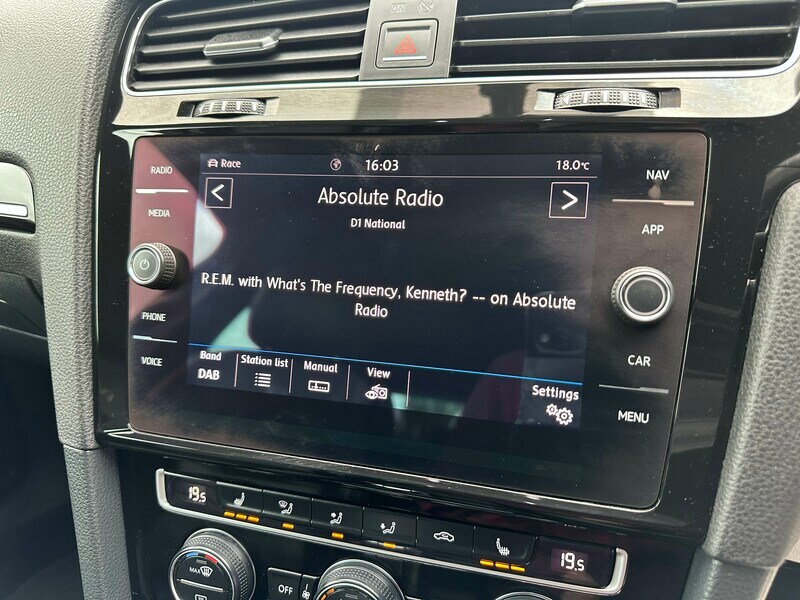 RADIO
MEDIA
PHONE
VOICE
Race
16:03
18.0°C
Absolute Radio
D1 National
R.E.M. with What's The Frequency, Kenneth? -- on Absolute
Radio
Band
DAB
Station list
Manual
View
Settings
NAV
APP
CAR
MENU
19.5
19.5
MAX
OFF